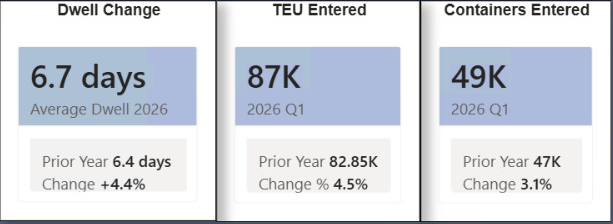 Dwell Change
6.7 days
Average Dwell 2026
Prior Year 6.4 days
Change +4.4%
TEU Entered
87K
2026 Q1
Prior Year 82.85K
Change % 4.5%
Containers Entered
49K
2026 Q1
Prior Year 47K
Change 3.1%